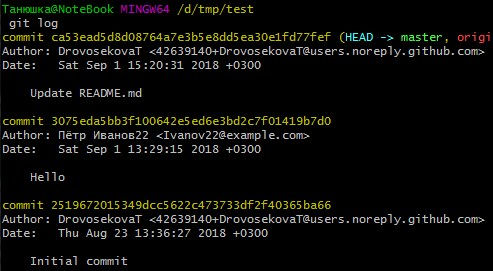 Танюшка@NoteBook MINGW64 /d/tmp/test
git log
commit ca53ead5d8d08764a7e3b5e8dd5ea30e1fd77fef (HEAD -> master, origi
Author: DrovosekovaT <42639140+DrovosekovaT@users.noreply.github.com>
Date: Sat Sep 1 15:20:31 2018 +0300
Update README.md
commit 3075eda5bb3f100642e5ed6e3bd2c7f01419b7d0
Author: Пётр Иванов22 <Ivanov22@example.com>
Date: Sat Sep 1 13:29:15 2018 +0300
Hello
commit 2519672015349dcc5622c473733df2f40365ba66
Author: DrovosekovaT <42639140+DrovosekovaT@users.noreply.github.com>
Date: Thu Aug 23 13:36:27 2018 +0300
Initial commit